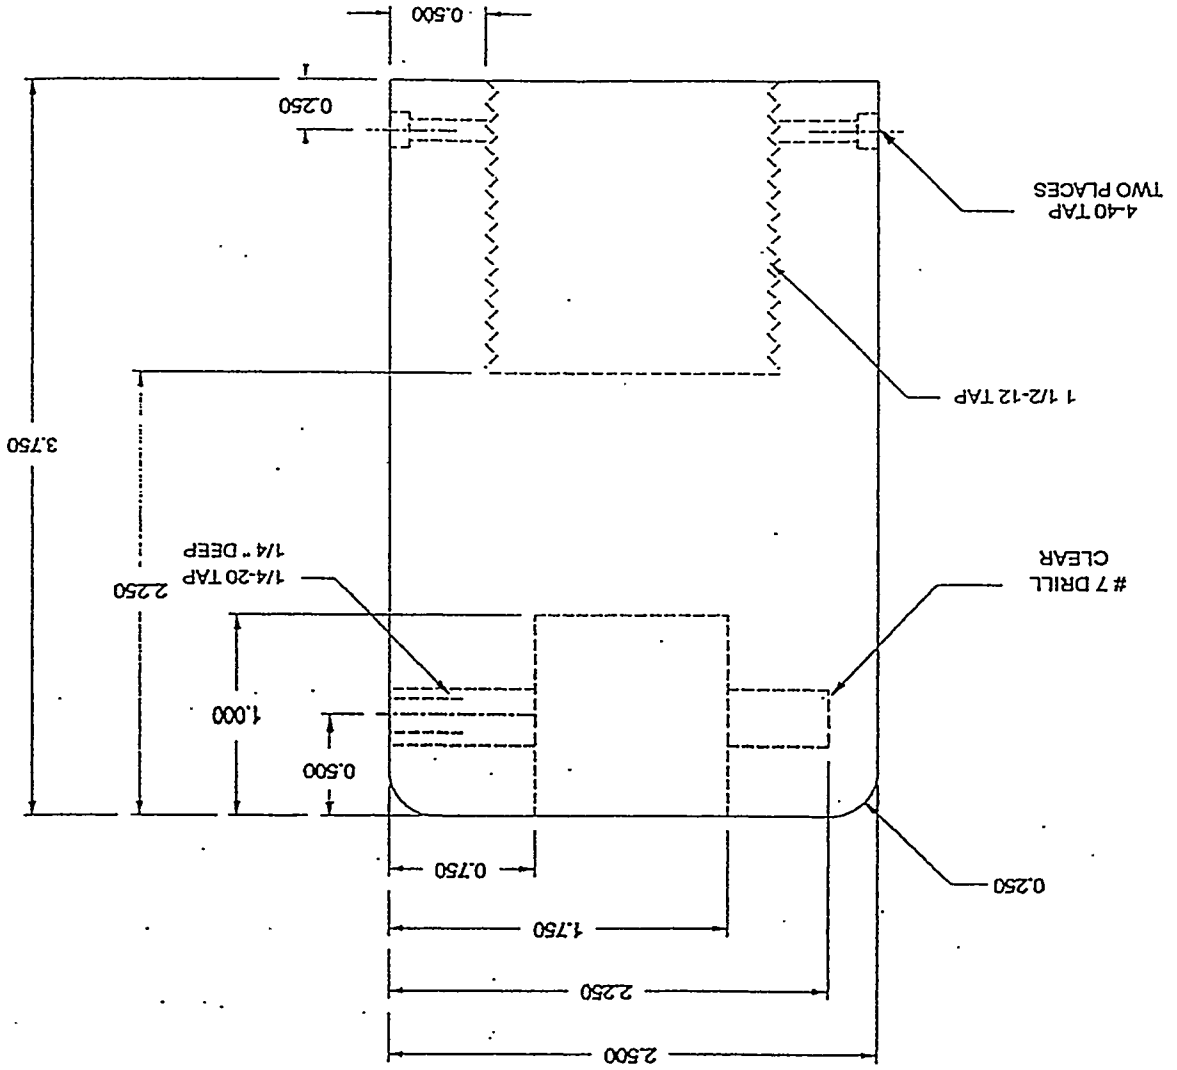 2.500
2.250
1.750
0.250
0.750
0.500
# 7 DRILL
CLEAR
1.000
1/4-20 TAP
1/4 " DEEP
2.250
3.750
1 1/2-12 TAP
4-40 TAP
TWO PLACES
0.250
0.500